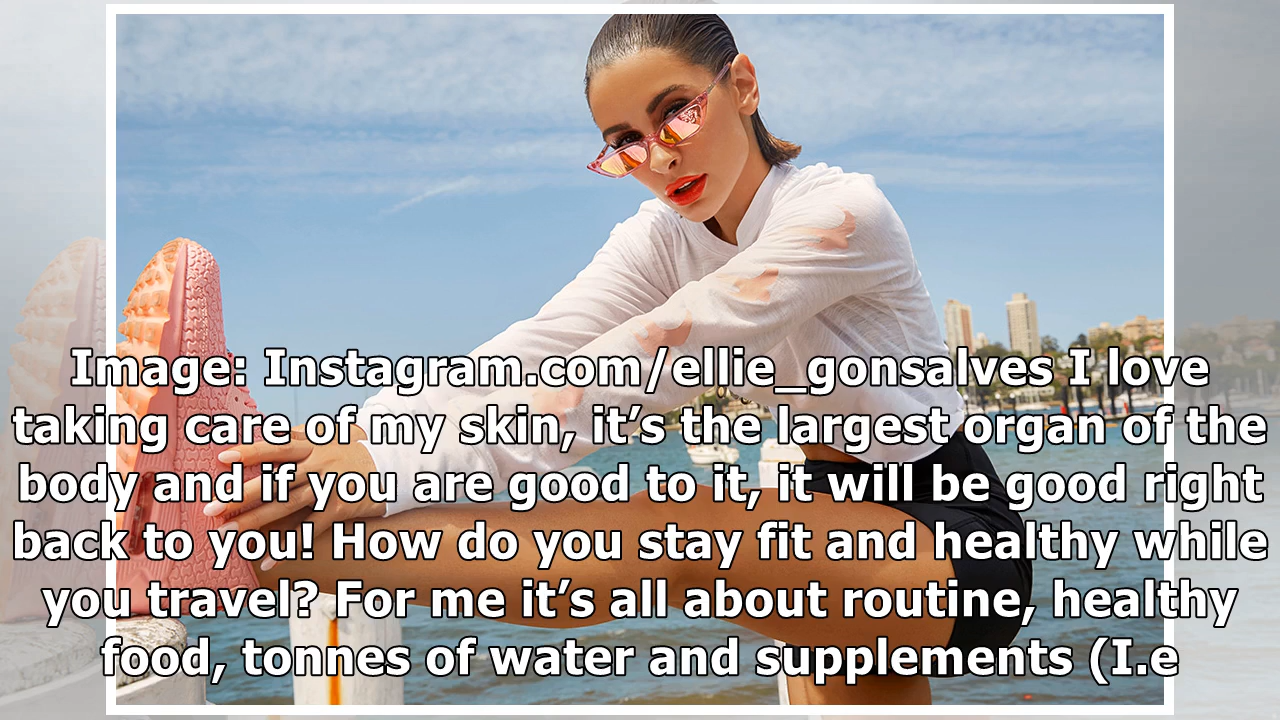 Image: Instagram.com/ellie_gonsalves I love
taking care of my skin, it’s the largest organ of the
body and if you are good to it, it will be good right
back to you! How do you stay fit and healthy while
you travel? For me it’s all about routine, healthy
food, tonnes of water and supplements (I.e